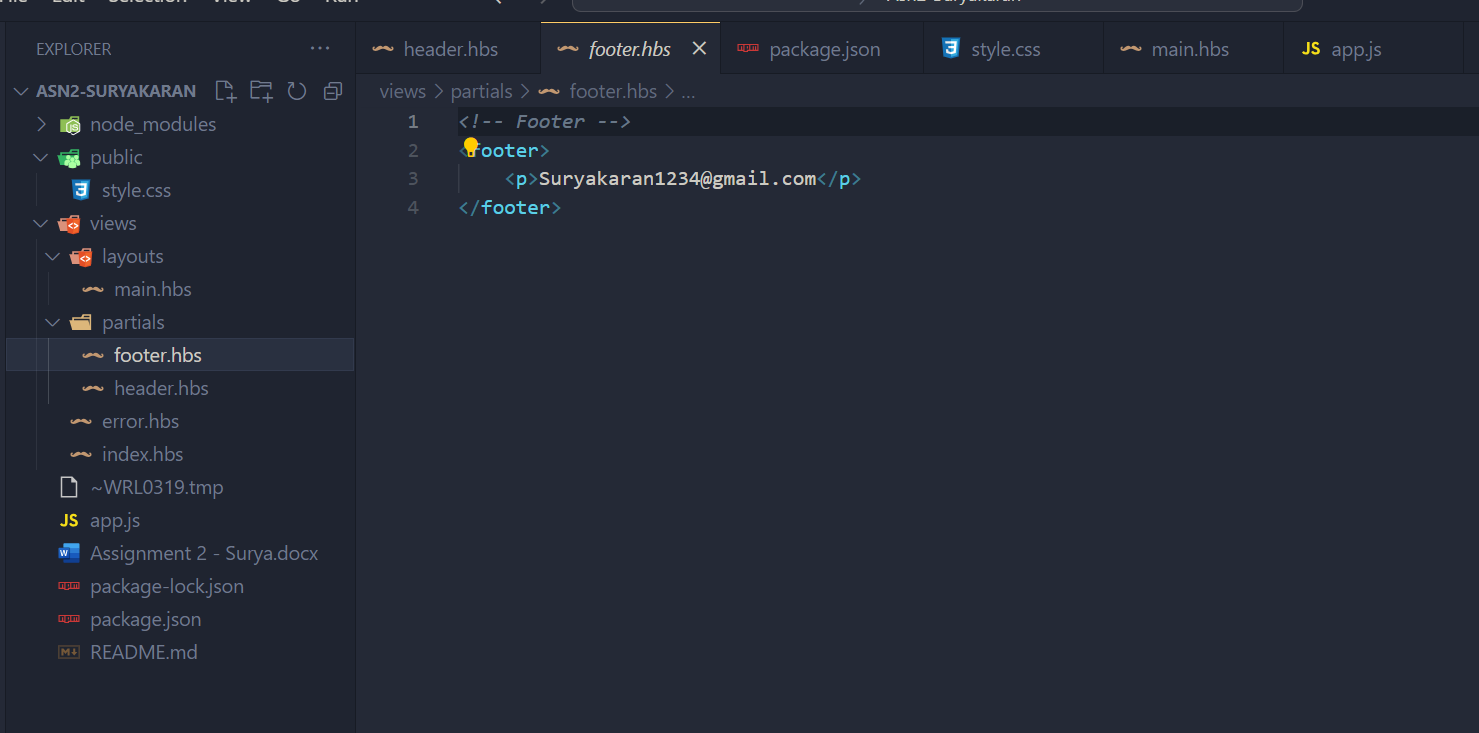 EXPLORER ...
ASN2-SURYAKARAN
node_modules
public
style.css
views
layouts
main.hbs
partials
footer.hbs
header.hbs
error.hbs
index.hbs
~WRL0319.tmp
JS app.js
Assignment 2 - Surya.docx
package-lock.json
package.json
README.md
header.hbs footer.hbs package.json style.css main.hbs JS app.js
views > partials > footer.hbs > ...
1 <!-- Footer -->
2 <footer>
3 <p>Suryakaran1234@gmail.com</p>
4 </footer>